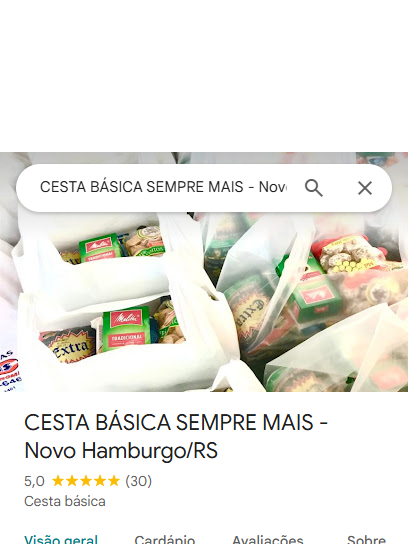 CESTA BÁSICA SEMPRE MAIS - Novo
Melitta
Melitta
TRADICIONAL
Extra
Extra
CESTA BÁSICA SEMPRE MAIS -
Novo Hamburgo/RS
5,0 ★★★★★ (30)
Cesta básica
Visão geral Cardápio Avaliações Sobre